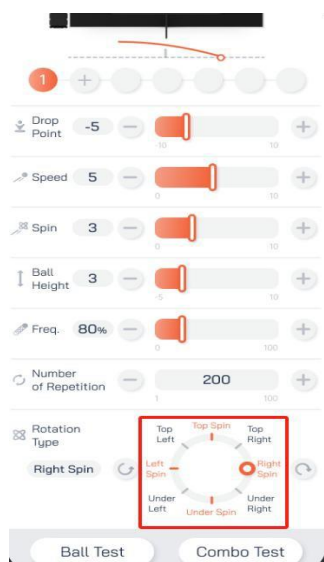 1 +
Drop Point -5 - +
-10 10
Speed 5 - +
0 10
Spin 3 - +
0 10
Ball Height 3 - +
-5 10
Freq. 80% - +
0 100
Number of Repetition - 200 +
1 100
Rotation Type
Right Spin
Top Left Top Spin Top Right
Left Spin Right Spin
Under Left Under Spin Under Right
Ball Test Combo Test